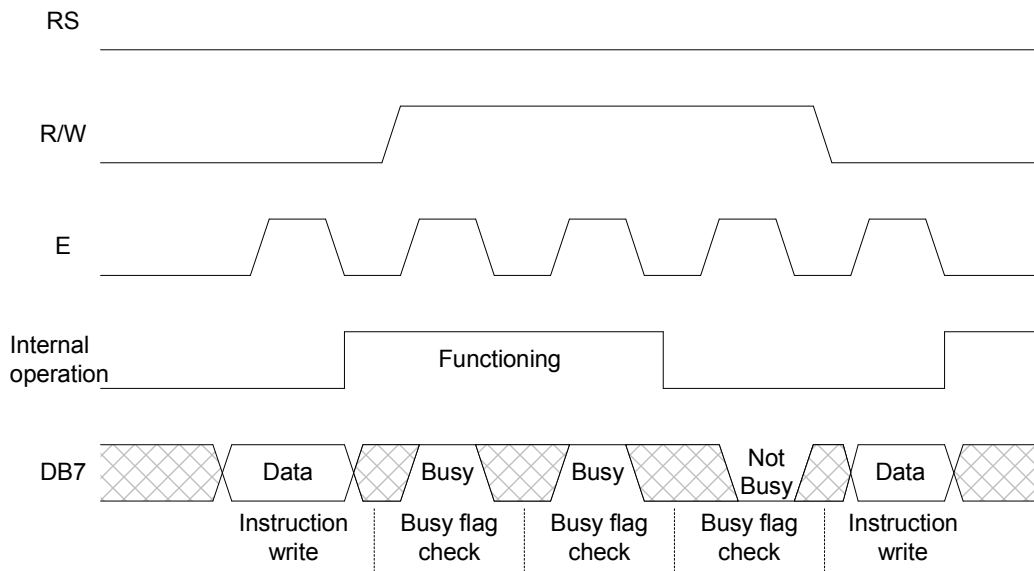 RS
R/W
E
Internal
operation
Functioning
DB7
Data
Busy
Busy
Not
Busy
Data
Instruction
write
Busy flag
check
Busy flag
check
Busy flag
check
Instruction
write